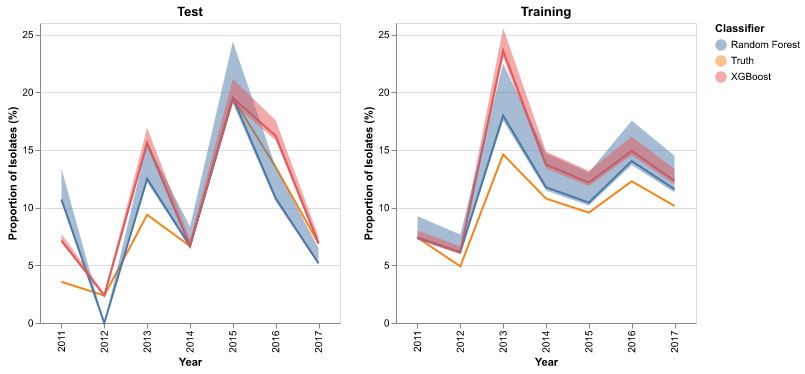 Test
Proportion of Isolates (%)
25
20
15
10
5
0
2011
2012
2013
2014
2015
2016
2017
Year
Training
Proportion of Isolates (%)
25
20
15
10
5
0
2011
2012
2013
2014
2015
2016
2017
Year
Classifier
Random Forest
Truth
XGBoost